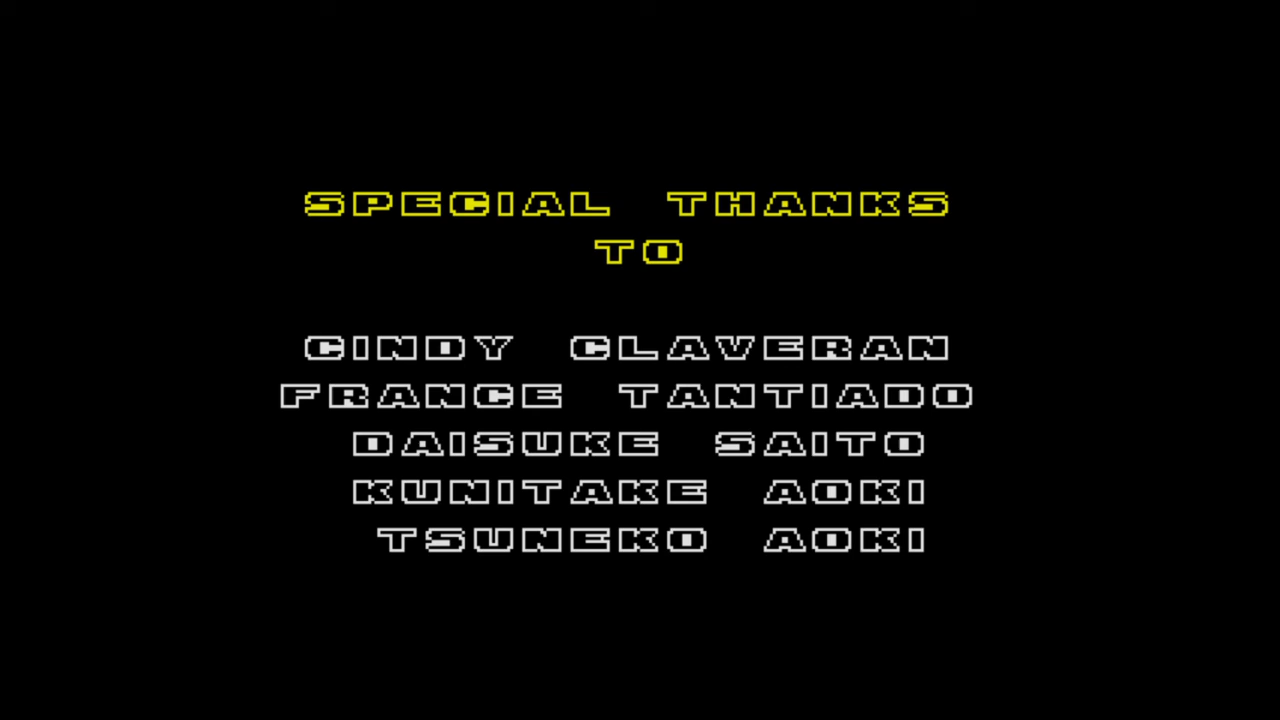 SPECIAL THANKS
TO
CINDY CLAVERAN
FRANCE TANTIADO
DAISUKE SAITO
KUNITAKE AOKI
TSUNEKO AOKI